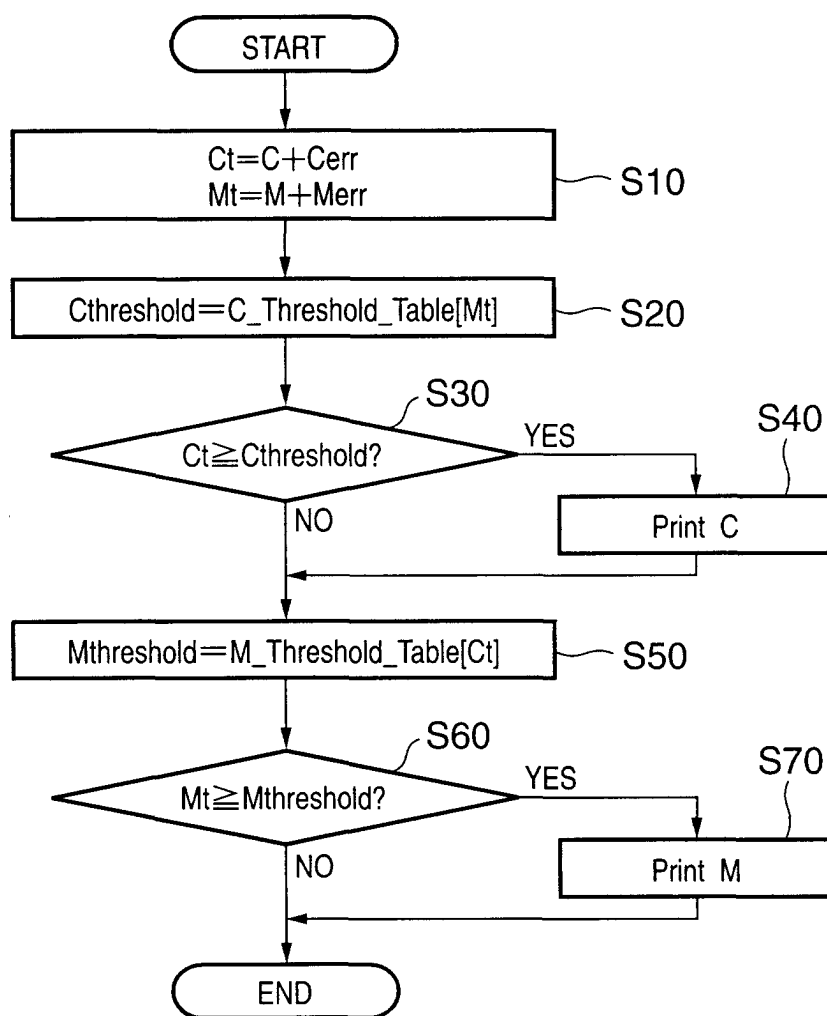 START
Ct=C+Cerr
Mt=M+Merr
S10
Cthreshold=C_Threshold_Table[Mt]
S20
S30
Ct≧Cthreshold?
YES
S40
Print C
NO
Mthreshold=M_Threshold_Table[Ct]
S50
S60
Mt≧Mthreshold?
YES
S70
Print M
NO
END